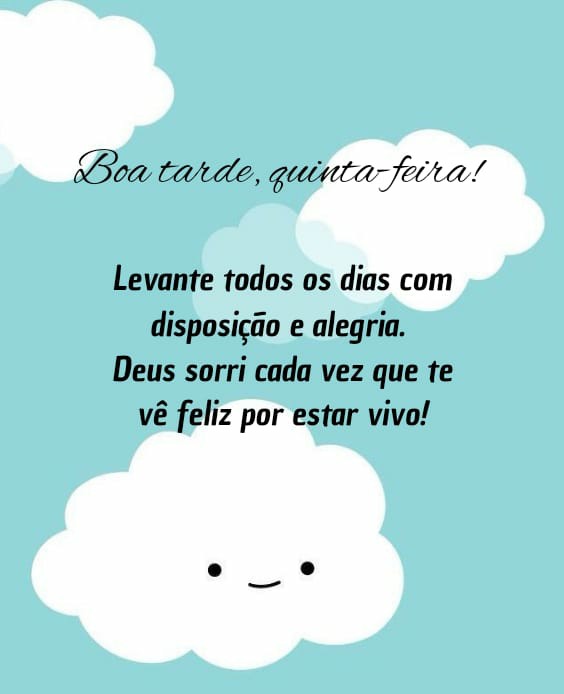 Boa tarde, quinta-feira!
Levante todos os dias com
disposição e alegria.
Deus sorri cada vez que te
vê feliz por estar vivo!